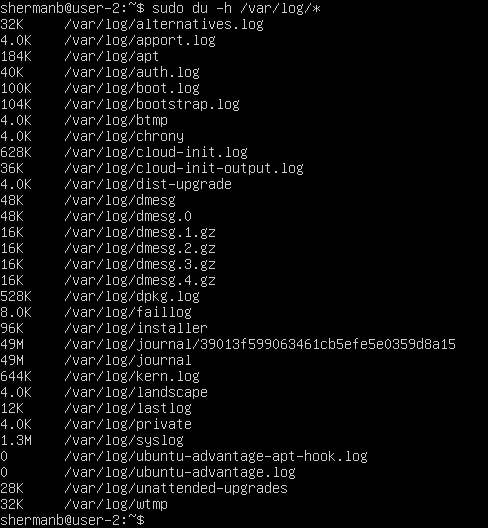 shermanb@user-2:~$ sudo du -h /var/log/*
32K /var/log/alternatives.log
4.0K /var/log/apport.log
184K /var/log/apt
40K /var/log/auth.log
100K /var/log/boot.log
104K /var/log/bootstrap.log
4.0K /var/log/btmp
4.0K /var/log/chrony
628K /var/log/cloud-init.log
36K /var/log/cloud-init-output.log
4.0K /var/log/dist-upgrade
48K /var/log/dmesg
48K /var/log/dmesg.0
16K /var/log/dmesg.1.gz
16K /var/log/dmesg.2.gz
16K /var/log/dmesg.3.gz
16K /var/log/dmesg.4.gz
528K /var/log/dpkg.log
8.0K /var/log/faillog
96K /var/log/installer
49M /var/log/journal/39013f599063461cb5efe5e0359d8a15
49M /var/log/journal
644K /var/log/kern.log
4.0K /var/log/landscape
12K /var/log/lastlog
4.0K /var/log/private
1.3M /var/log/syslog
0 /var/log/ubuntu-advantage-apt-hook.log
0 /var/log/ubuntu-advantage.log
28K /var/log/unattended-upgrades
32K /var/log/wtmp
shermanb@user-2:~$